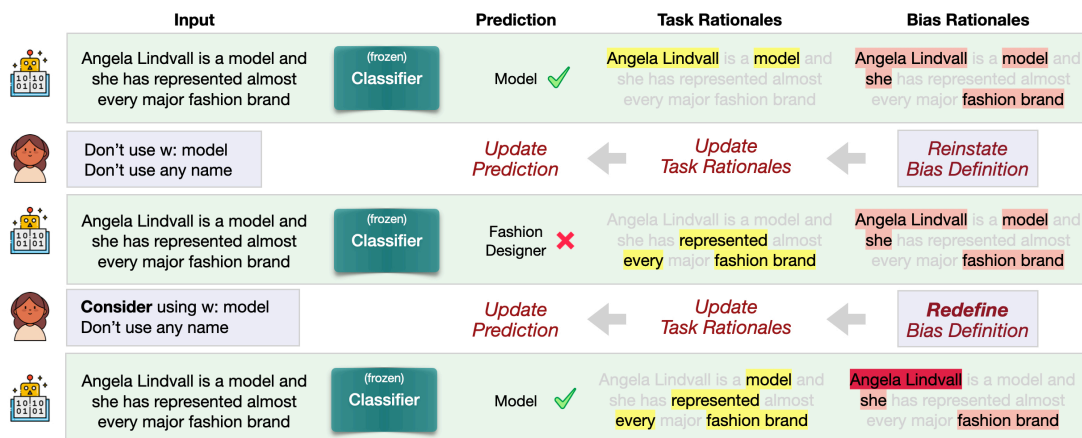 Input Prediction Task Rationales Bias Rationales
Angela Lindvall is a model and
she has represented almost
every major fashion brand
(frozen)
Classifier
Model
Angela Lindvall is a model and
she has represented almost
every major fashion brand
Angela Lindvall is a model and
she has represented almost
every major fashion brand
1010
0101
Don't use w: model
Don't use any name
Update
Prediction
Update
Task Rationales
Reinstate
Bias Definition
Angela Lindvall is a model and
she has represented almost
every major fashion brand
(frozen)
Classifier
Fashion
Designer
Angela Lindvall is a model and
she has represented almost
every major fashion brand
Angela Lindvall is a model and
she has represented almost
every major fashion brand
1010
0101
Consider using w: model
Don't use any name
Update
Prediction
Update
Task Rationales
Redefine
Bias Definition
Angela Lindvall is a model and
she has represented almost
every major fashion brand
(frozen)
Classifier
Model
Angela Lindvall is a model and
she has represented almost
every major fashion brand
Angela Lindvall is a model and
she has represented almost
every major fashion brand
1010
0101